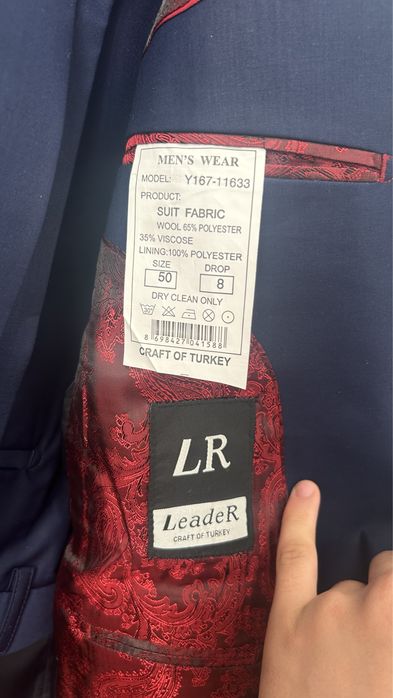 MEN'S WEAR
MODEL: Y167-11633
PRODUCT:
SUIT FABRIC
WOOL 65% POLYESTER
35% VISCOSE
LINING:100% POLYESTER
SIZE DROP
50 8
DRY CLEAN ONLY
8 698427 041588
CRAFT OF TURKEY
LR
LeadeR
CRAFT OF TURKEY